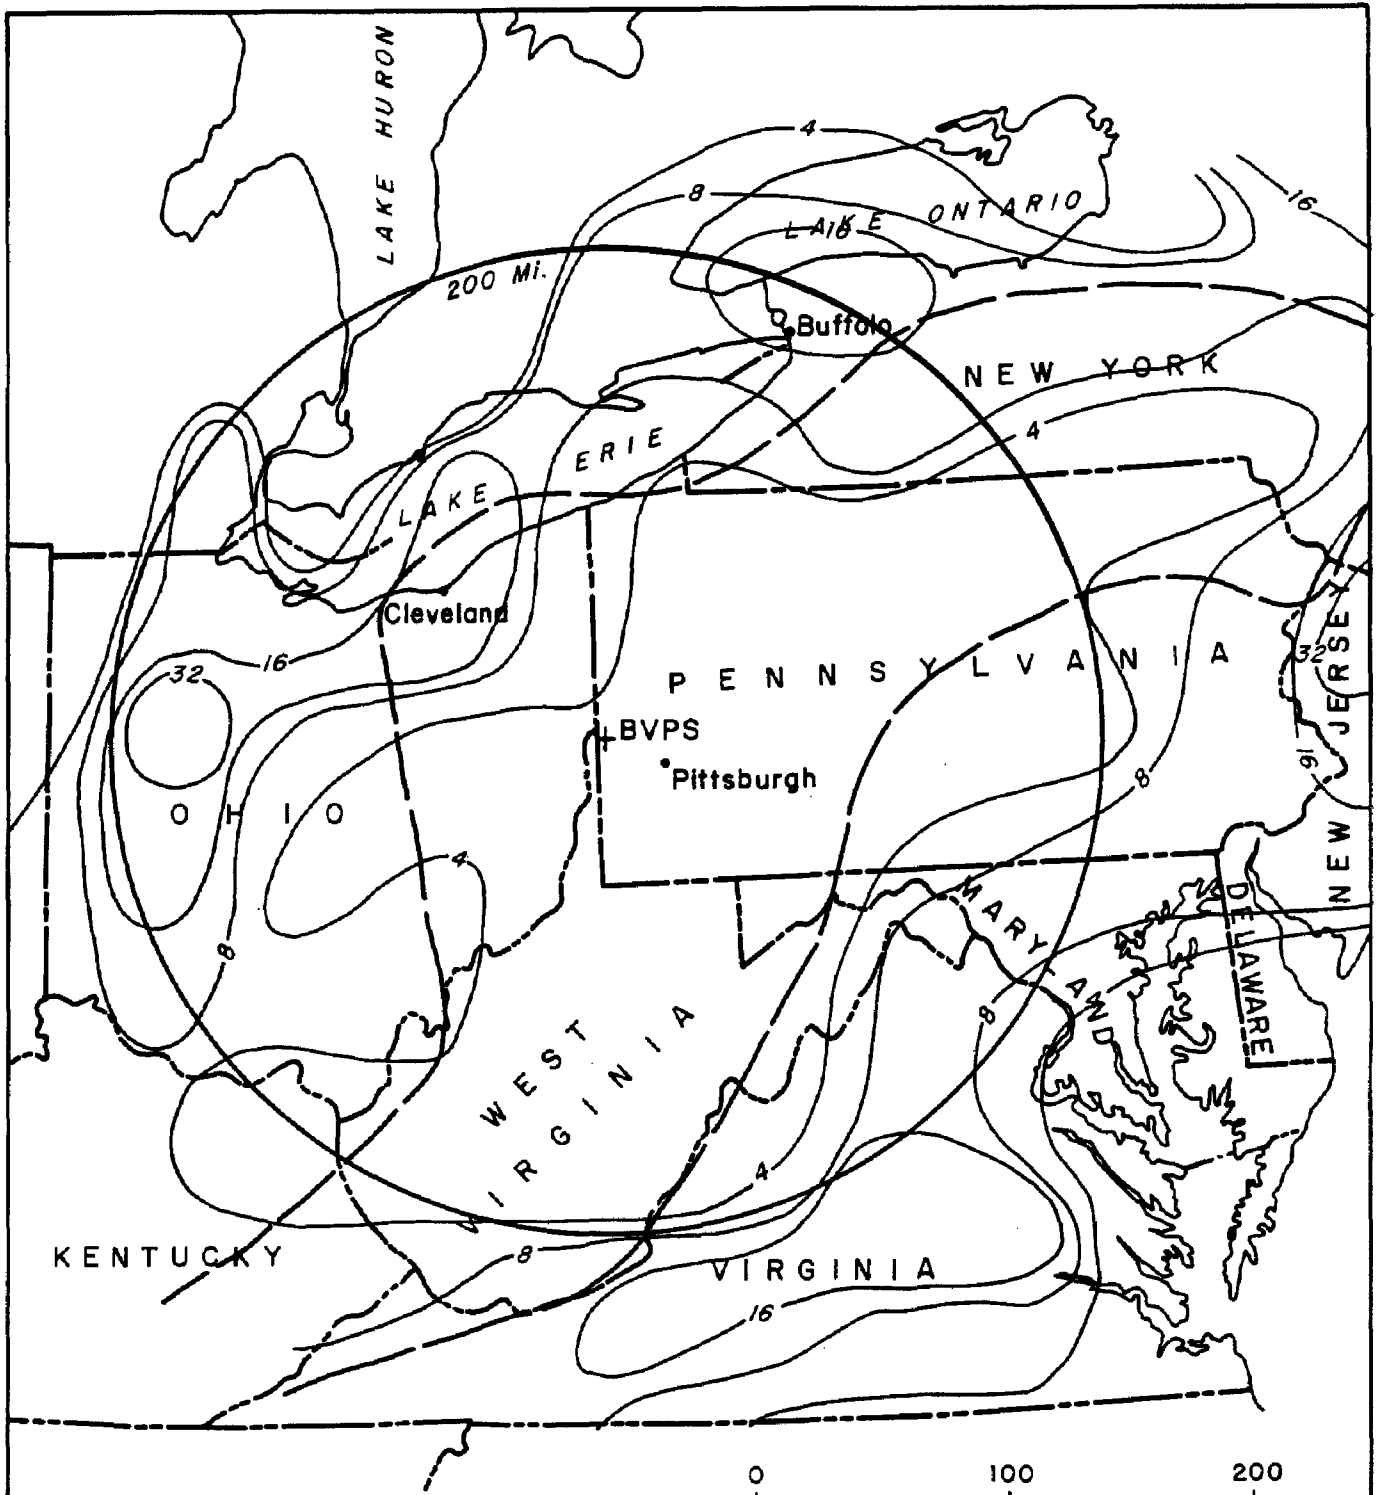 LAKE HURON
4
8
16
LAKE ONTARIO
16
200 Mi.
Buffolo
NEW YORK
4
LAKE ERIE
Cleveland
16
32
PENNSYLVANIA
32
NEW JERSEY
BVPS
Pittsburgh
8
16
OHIO
4
8
MARYLAND
DELAWARE
8
WEST
VIRGINIA
4
KENTUCKY
8
VIRGINIA
16
0 100 200